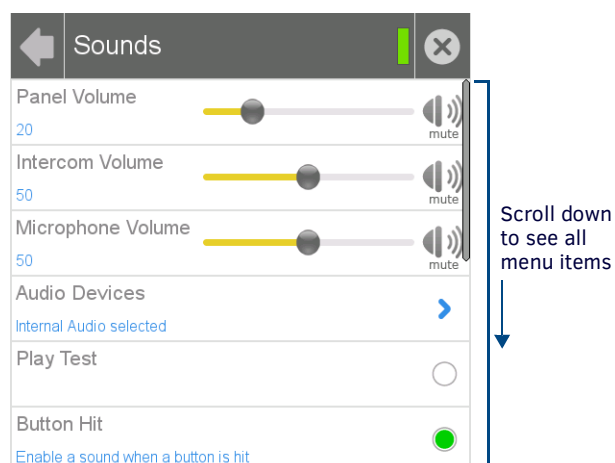 Sounds
Panel Volume
20
mute
Intercom Volume
50
mute
Microphone Volume
50
mute
Audio Devices
Internal Audio selected
Play Test
Button Hit
Enable a sound when a button is hit
Scroll down
to see all
menu items